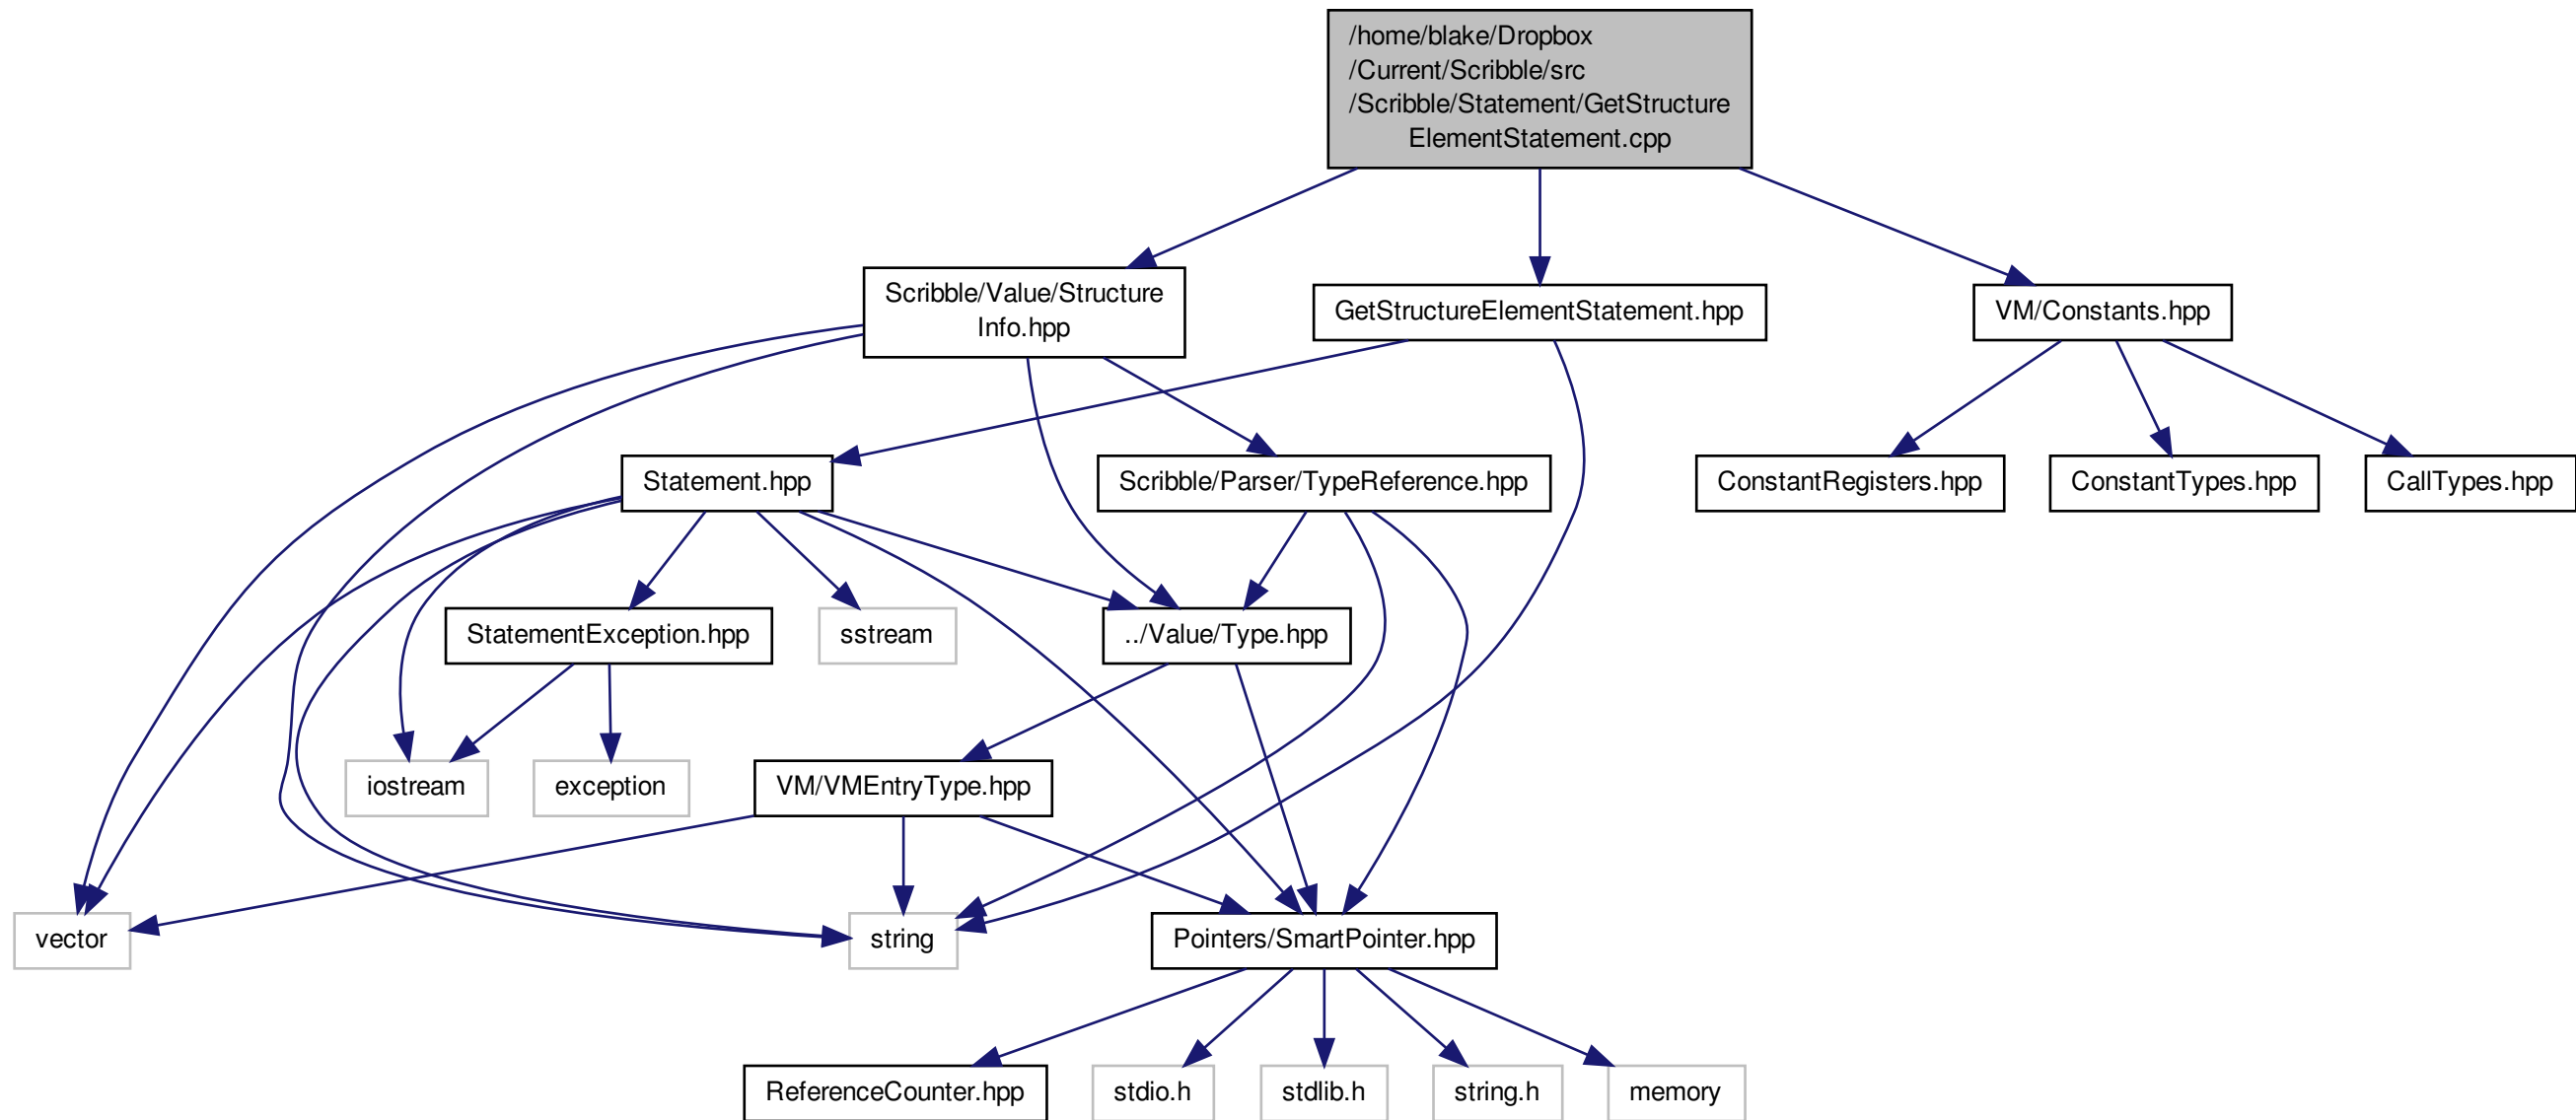 /home/blake/Dropbox
/Current/Scribble/src
/Scribble/Statement/GetStructure
ElementStatement.cpp
Scribble/Value/Structure
Info.hpp
GetStructureElementStatement.hpp
VM/Constants.hpp
Statement.hpp
Scribble/Parser/TypeReference.hpp
ConstantRegisters.hpp
ConstantTypes.hpp
CallTypes.hpp
StatementException.hpp
sstream
../Value/Type.hpp
iostream
exception
VM/VMEntryType.hpp
vector
string
Pointers/SmartPointer.hpp
ReferenceCounter.hpp
stdio.h
stdlib.h
string.h
memory